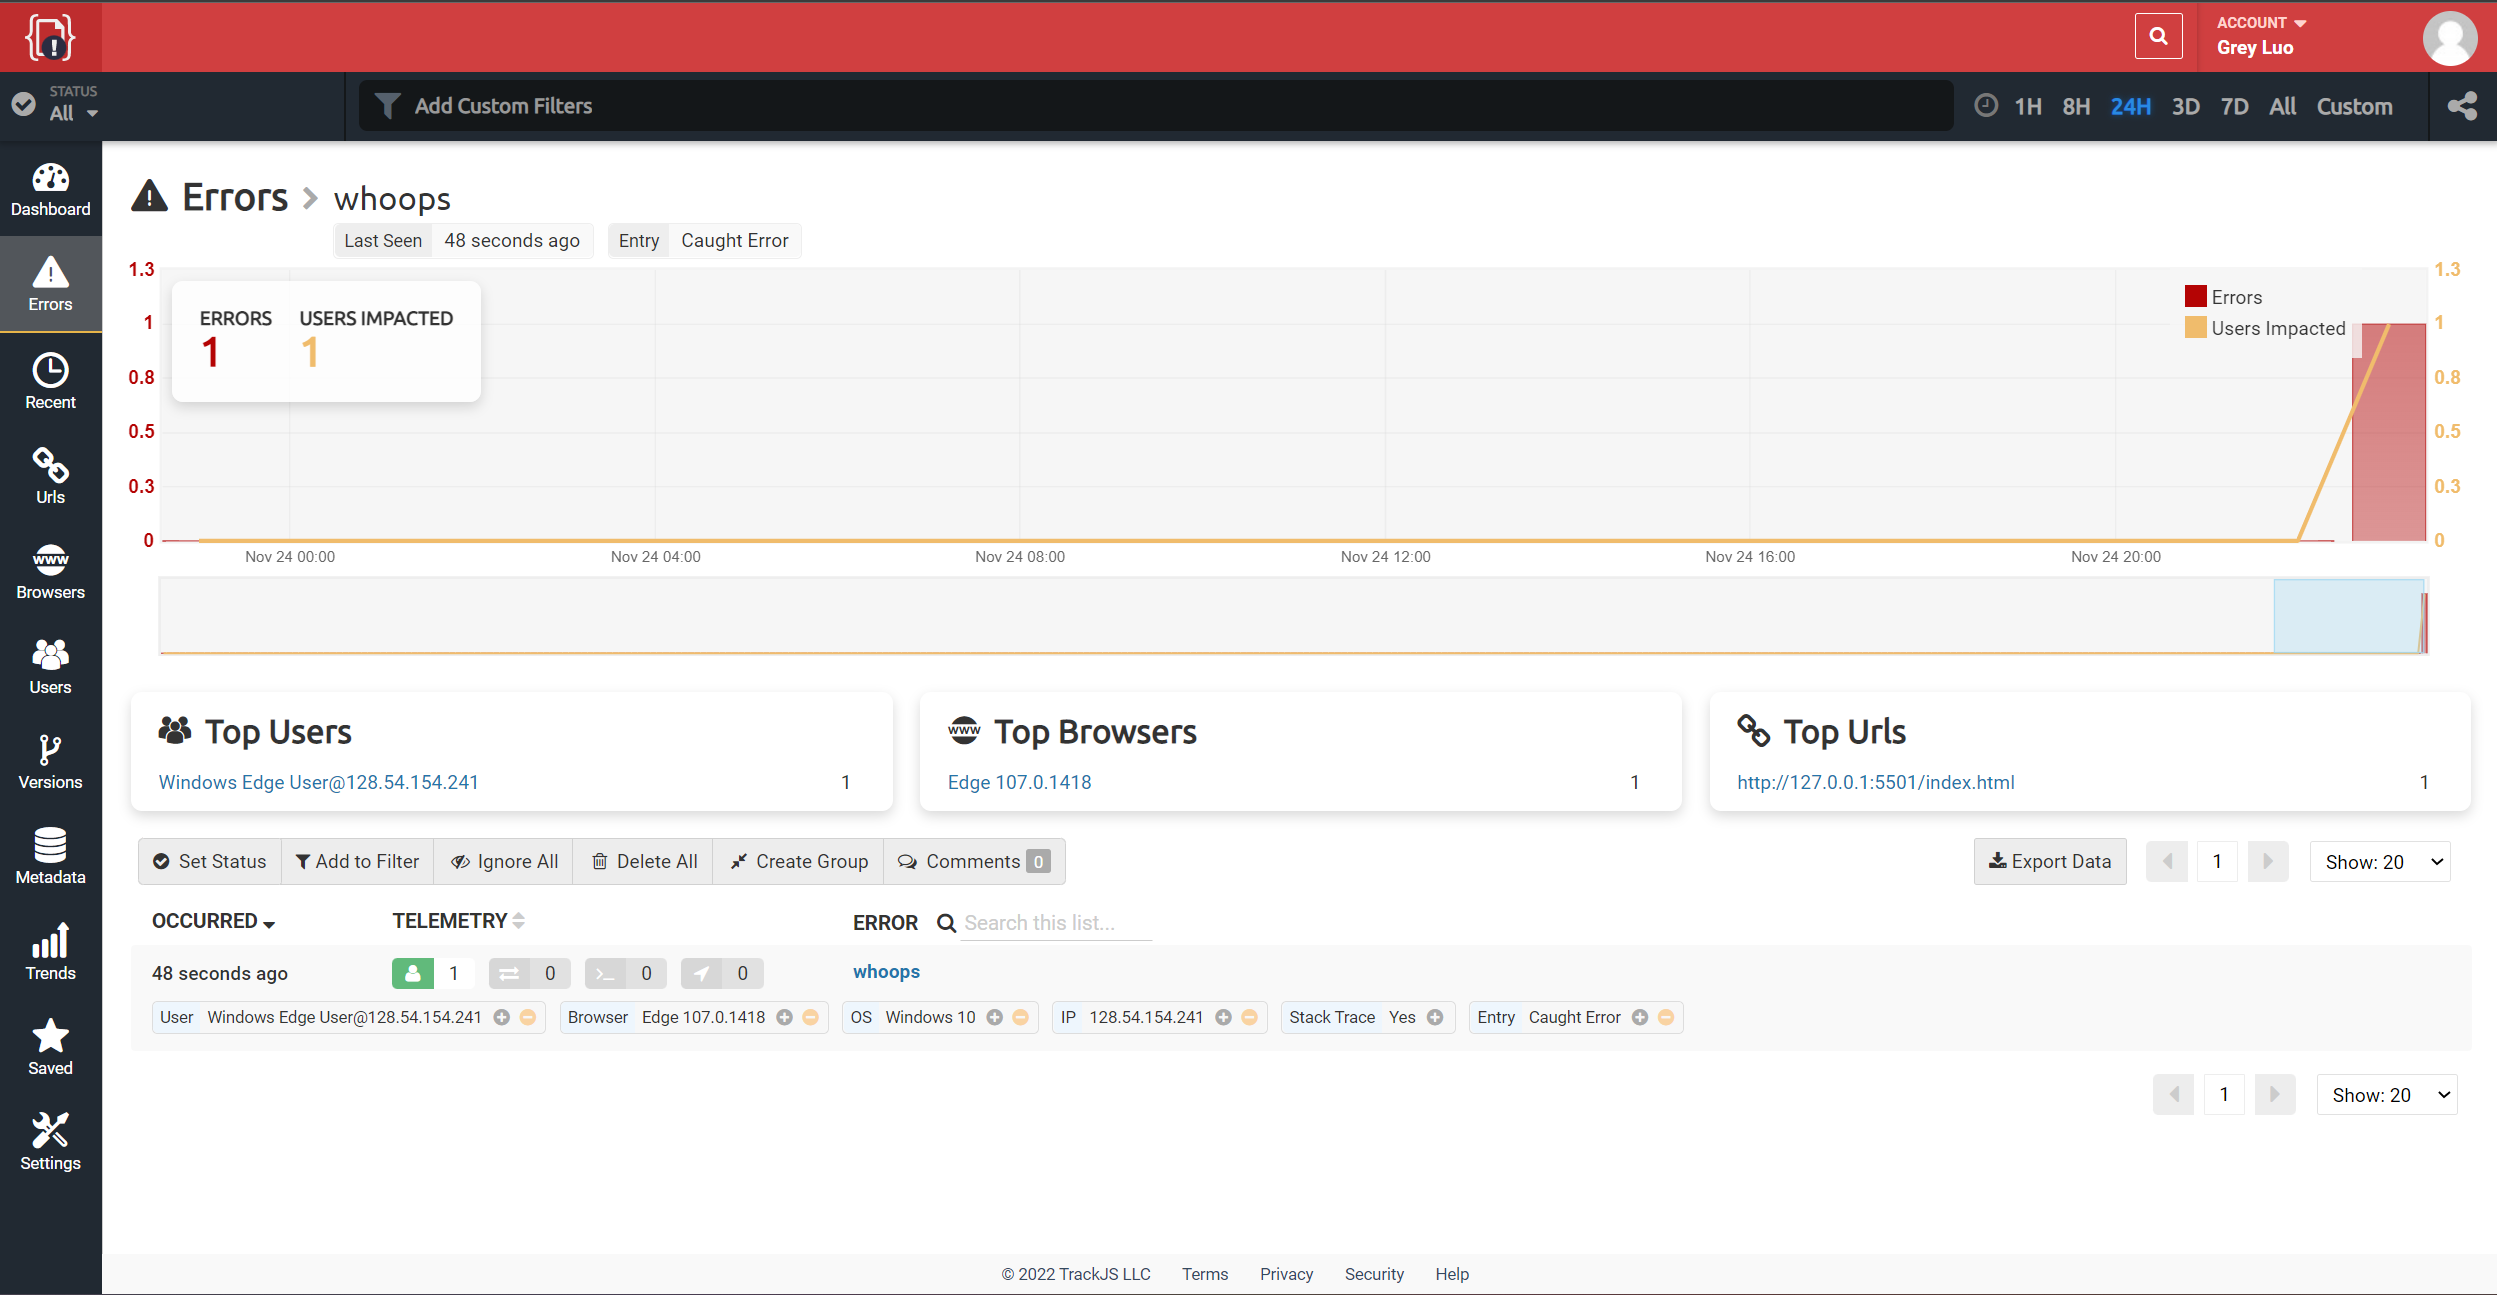 ACCOUNT
Grey Luo
STATUS
All
Add Custom Filters
1H 8H 24H 3D 7D All Custom
Dashboard
Errors
Recent
Urls
www
Browsers
Users
Versions
Metadata
Trends
Saved
Settings
Errors whoops
Last Seen 48 seconds ago Entry Caught Error
1.3
1
0.8
0.5
0.3
0
ERRORS USERS IMPACTED
1 1
Errors
Users Impacted
1.3
1
0.8
0.5
0.3
0
Nov 24 00:00 Nov 24 04:00 Nov 24 08:00 Nov 24 12:00 Nov 24 16:00 Nov 24 20:00
Top Users
Windows Edge User@128.54.154.241 1
www Top Browsers
Edge 107.0.1418 1
Top Urls
http://127.0.0.1:5501/index.html 1
Set Status Add to Filter Ignore All Delete All Create Group Comments 0
Export Data 1 Show: 20
OCCURRED TELEMETRY ERROR Search this list...
48 seconds ago 1 0 0 0 whoops
User Windows Edge User@128.54.154.241 Browser Edge 107.0.1418 OS Windows 10 IP 128.54.154.241 Stack Trace Yes Entry Caught Error
1 Show: 20
© 2022 TrackJS LLC Terms Privacy Security Help